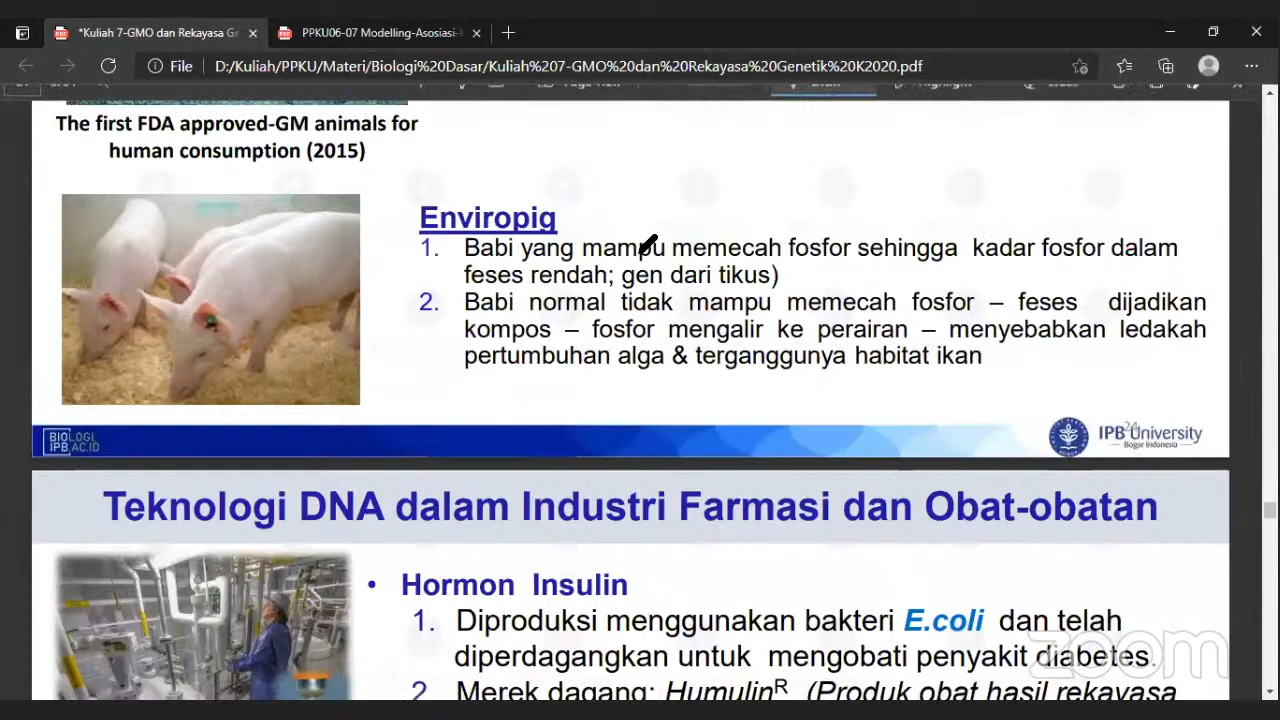 *Kuliah 7-GMO dan Rekayasa Ge
PPKU06-07 Modelling-Asosiasi-
File
D:/Kuliah/PPKU/Materi/Biologi%20Dasar/Kuliah%207-GMO%20dan%20Rekayasa%20Genetik%20K2020.pdf
The first FDA approved-GM animals for
human consumption (2015)
Enviropig
1. Babi yang mampu memecah fosfor sehingga kadar fosfor dalam
feses rendah; gen dari tikus)
2. Babi normal tidak mampu memecah fosfor – feses dijadikan
kompos – fosfor mengalir ke perairan – menyebabkan ledakah
pertumbuhan alga & terganggunya habitat ikan
BIOLOGI
IPB.AC.ID
24
IPB University
Bogor Indonesia
Teknologi DNA dalam Industri Farmasi dan Obat-obatan
• Hormon Insulin
1. Diproduksi menggunakan bakteri E.coli dan telah
diperdagangkan untuk mengobati penyakit diabetes.
2. Merek dagang: Humulin^R (Produk obat hasil rekayasa
zoom